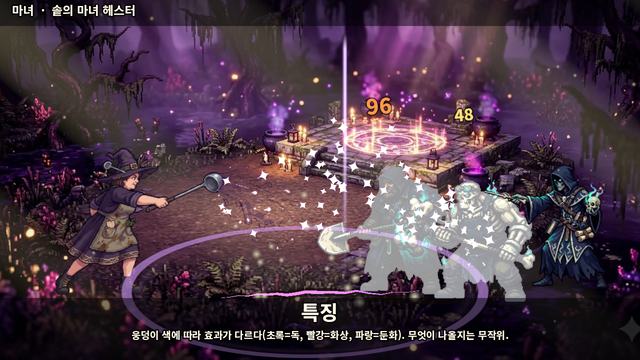 마녀 · 솥의 마녀 헤스터
96
48
특징
웅덩이 색에 따라 효과가 다르다(초록=독, 빨강=화상, 파랑=둔화). 무엇이 나올지는 무작위.